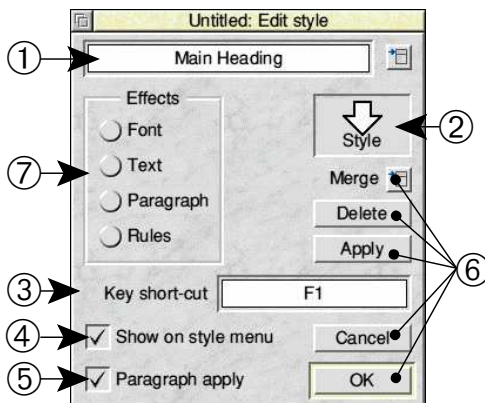 Untitled: Edit style
① Main Heading
Effects
Font
Text
Paragraph
Rules
⑦
Style
②
Merge
Delete
Apply
⑥
③ Key short-cut F1
④ Show on style menu
Cancel
⑤ Paragraph apply
OK